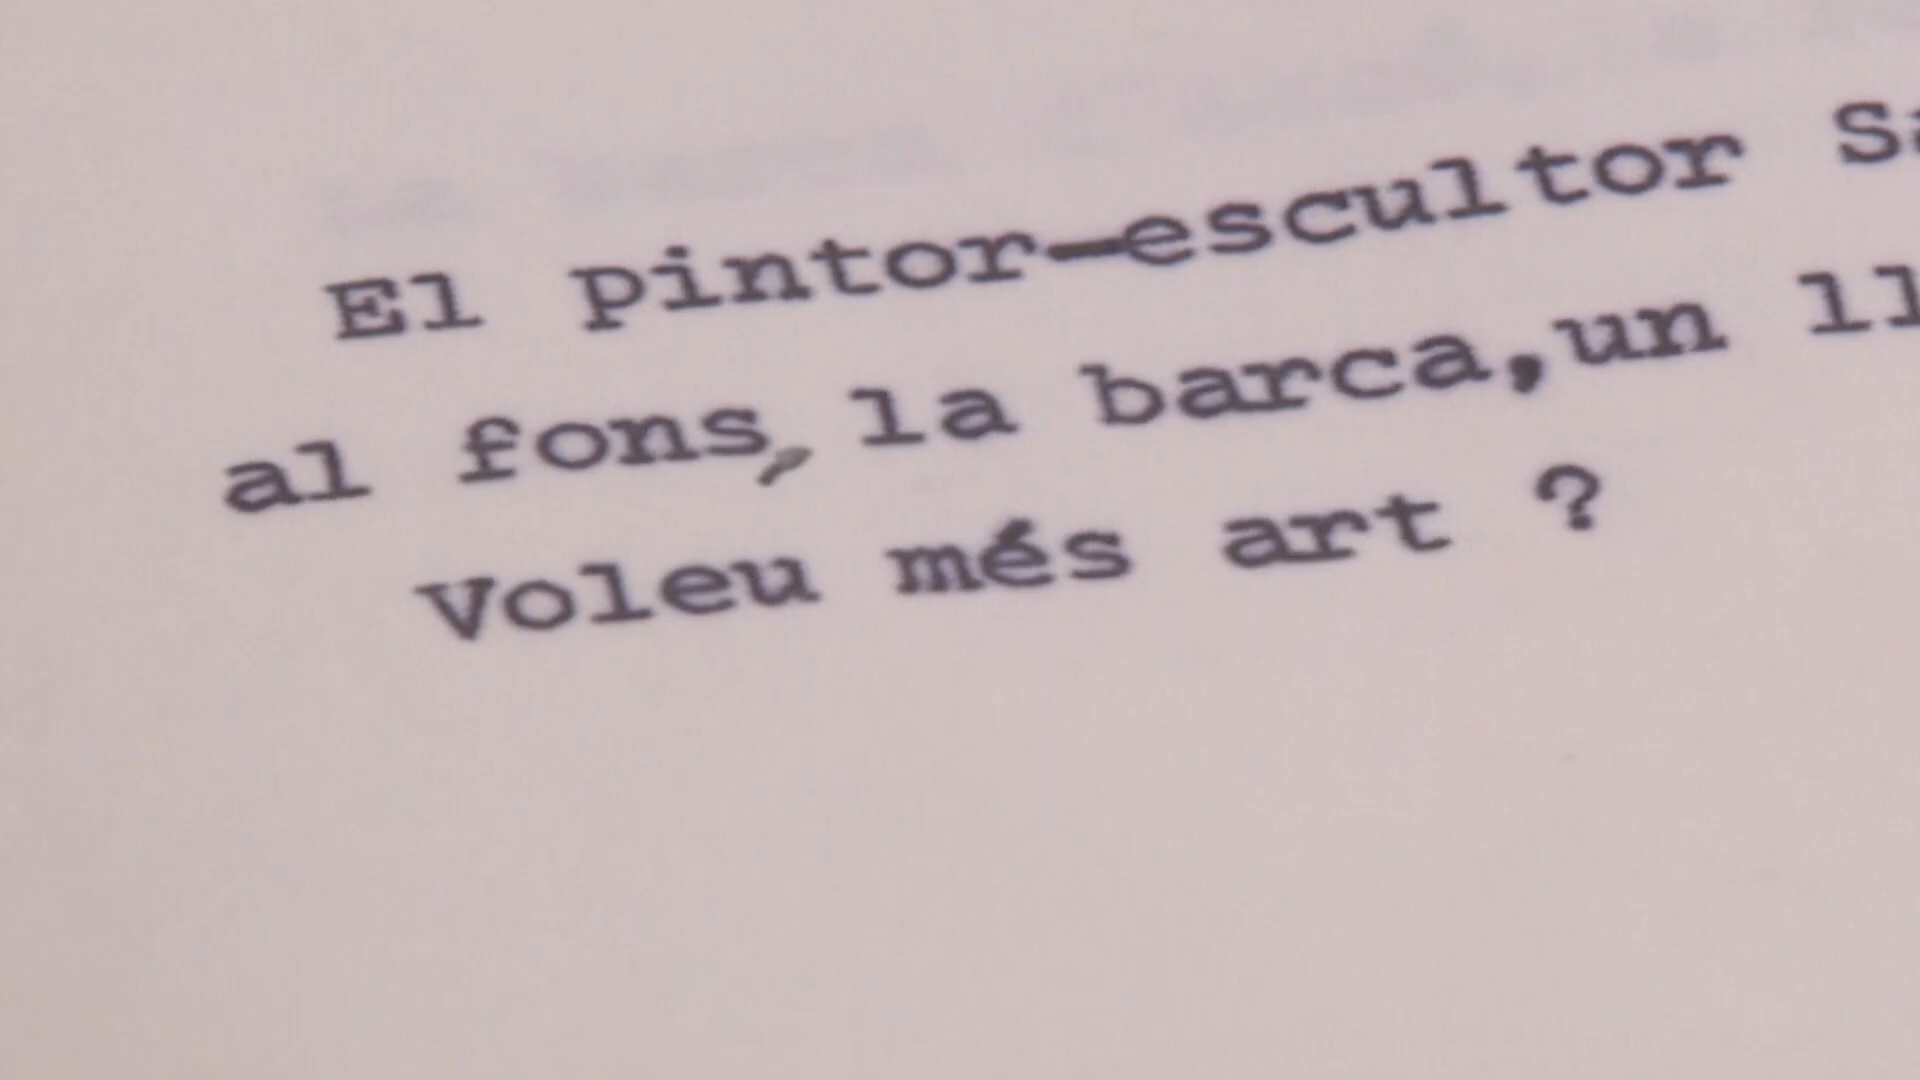 El pintor-escultor
al fons, la barca,un
Voleu més art ?